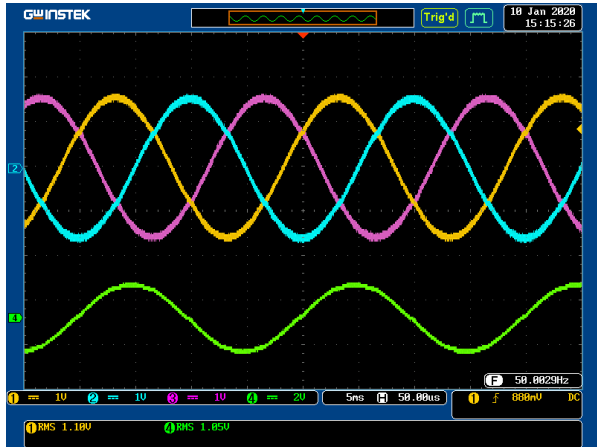 GWINSTEK
Trig'd
10 Jan 2020
15:15:26
2
4
F 50.0029Hz
1 1V 2 1V 3 1V 4 2V 5ms H 50.00us 1 880mV DC
1 RMS 1.10V 4 RMS 1.05V